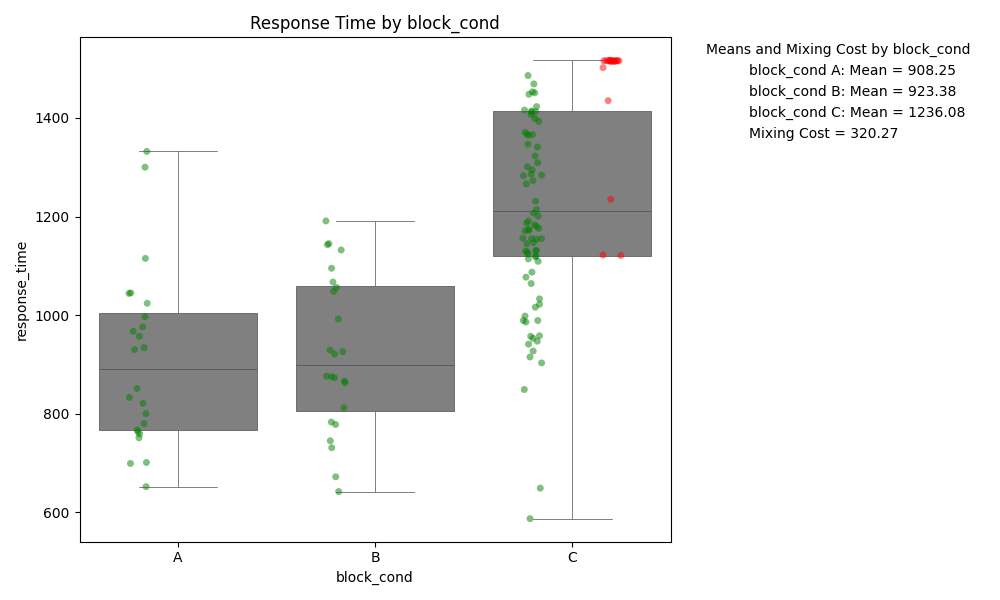 Response Time by block_cond
Means and Mixing Cost by block_cond
block_cond A: Mean = 908.25
block_cond B: Mean = 923.38
block_cond C: Mean = 1236.08
Mixing Cost = 320.27
response_time
1400
1200
1000
800
600
A
B
C
block_cond